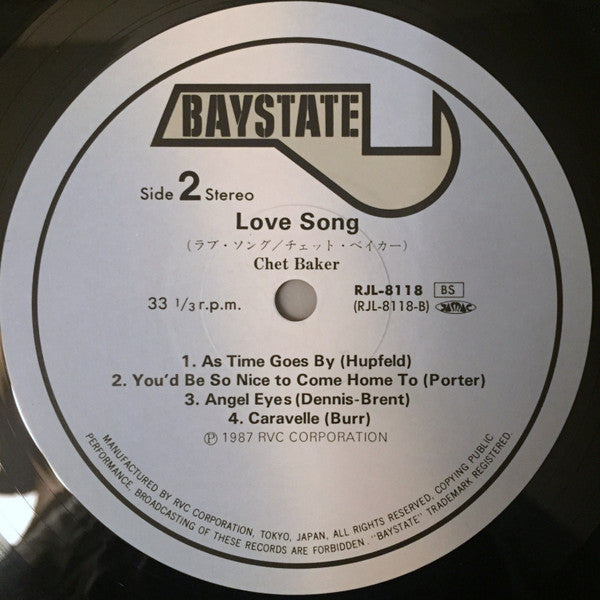 BAYSTATE
Side 2 Stereo
Love Song
(ラブ・ソング/チェット・ベイカー)
Chet Baker
33 1/3 r.p.m.
RJL-8118 BS
(RJL-8118-B)
1. As Time Goes By (Hupfeld)
2. You'd Be So Nice to Come Home To (Porter)
3. Angel Eyes (Dennis-Brent)
4. Caravelle (Burr)
Ⓟ 1987 RVC CORPORATION
MANUFACTURED BY RVC CORPORATION, TOKYO, JAPAN, ALL RIGHTS RESERVED, COPYING PUBLIC
PERFORMANCE, BROADCASTING OF THESE RECORDS ARE FORBIDDEN. "BAYSTATE" TRADEMARK REGISTERED.